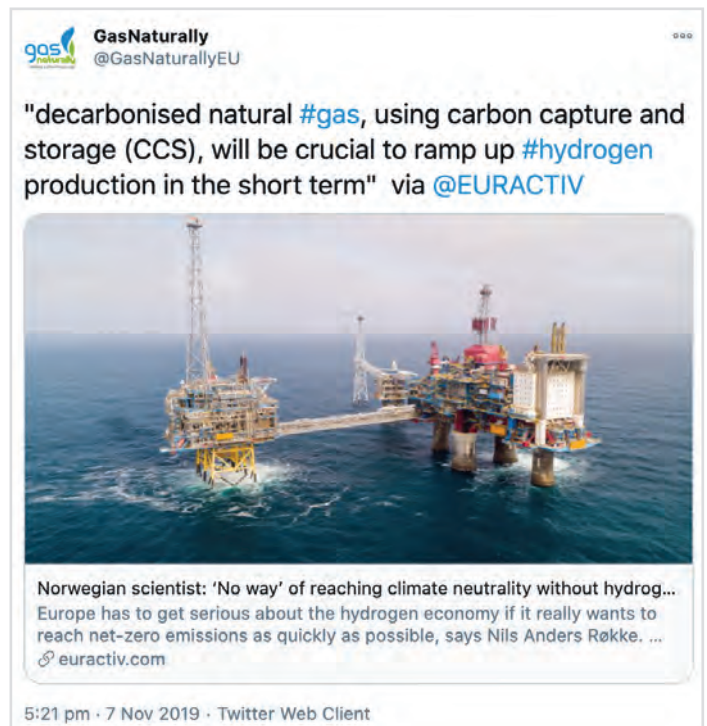 gas
naturally
GasNaturally
@GasNaturallyEU
"decarbonised natural #gas, using carbon capture and
storage (CCS), will be crucial to ramp up #hydrogen
production in the short term" via @EURACTIV
Norwegian scientist: ‘No way’ of reaching climate neutrality without hydrog...
Europe has to get serious about the hydrogen economy if it really wants to
reach net-zero emissions as quickly as possible, says Nils Anders Røkke. ...
euractiv.com
5:21 pm · 7 Nov 2019 · Twitter Web Client